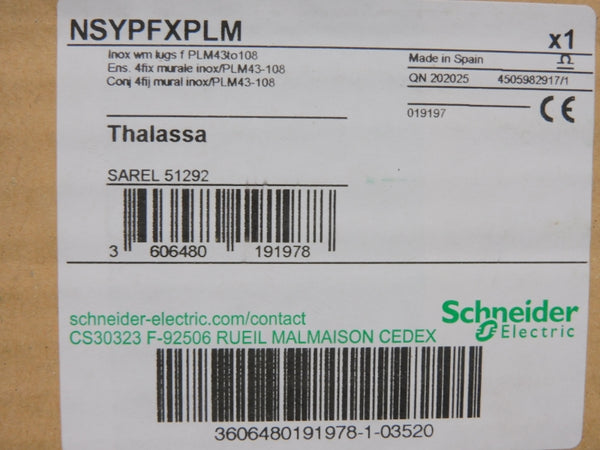 NSYPFXPLM
x1
Inox wm lugs f PLM43to108
Ens. 4fix murale inox/PLM43-108
Conj 4fij mural inox/PLM43-108
Made in Spain
QN 202025 4505982917/1
019197
CE
Thalassa
SAREL 51292
3 606480 191978
schneider-electric.com/contact
CS30323 F-92506 RUEIL MALMAISON CEDEX
Schneider
Electric
3606480191978-1-03520